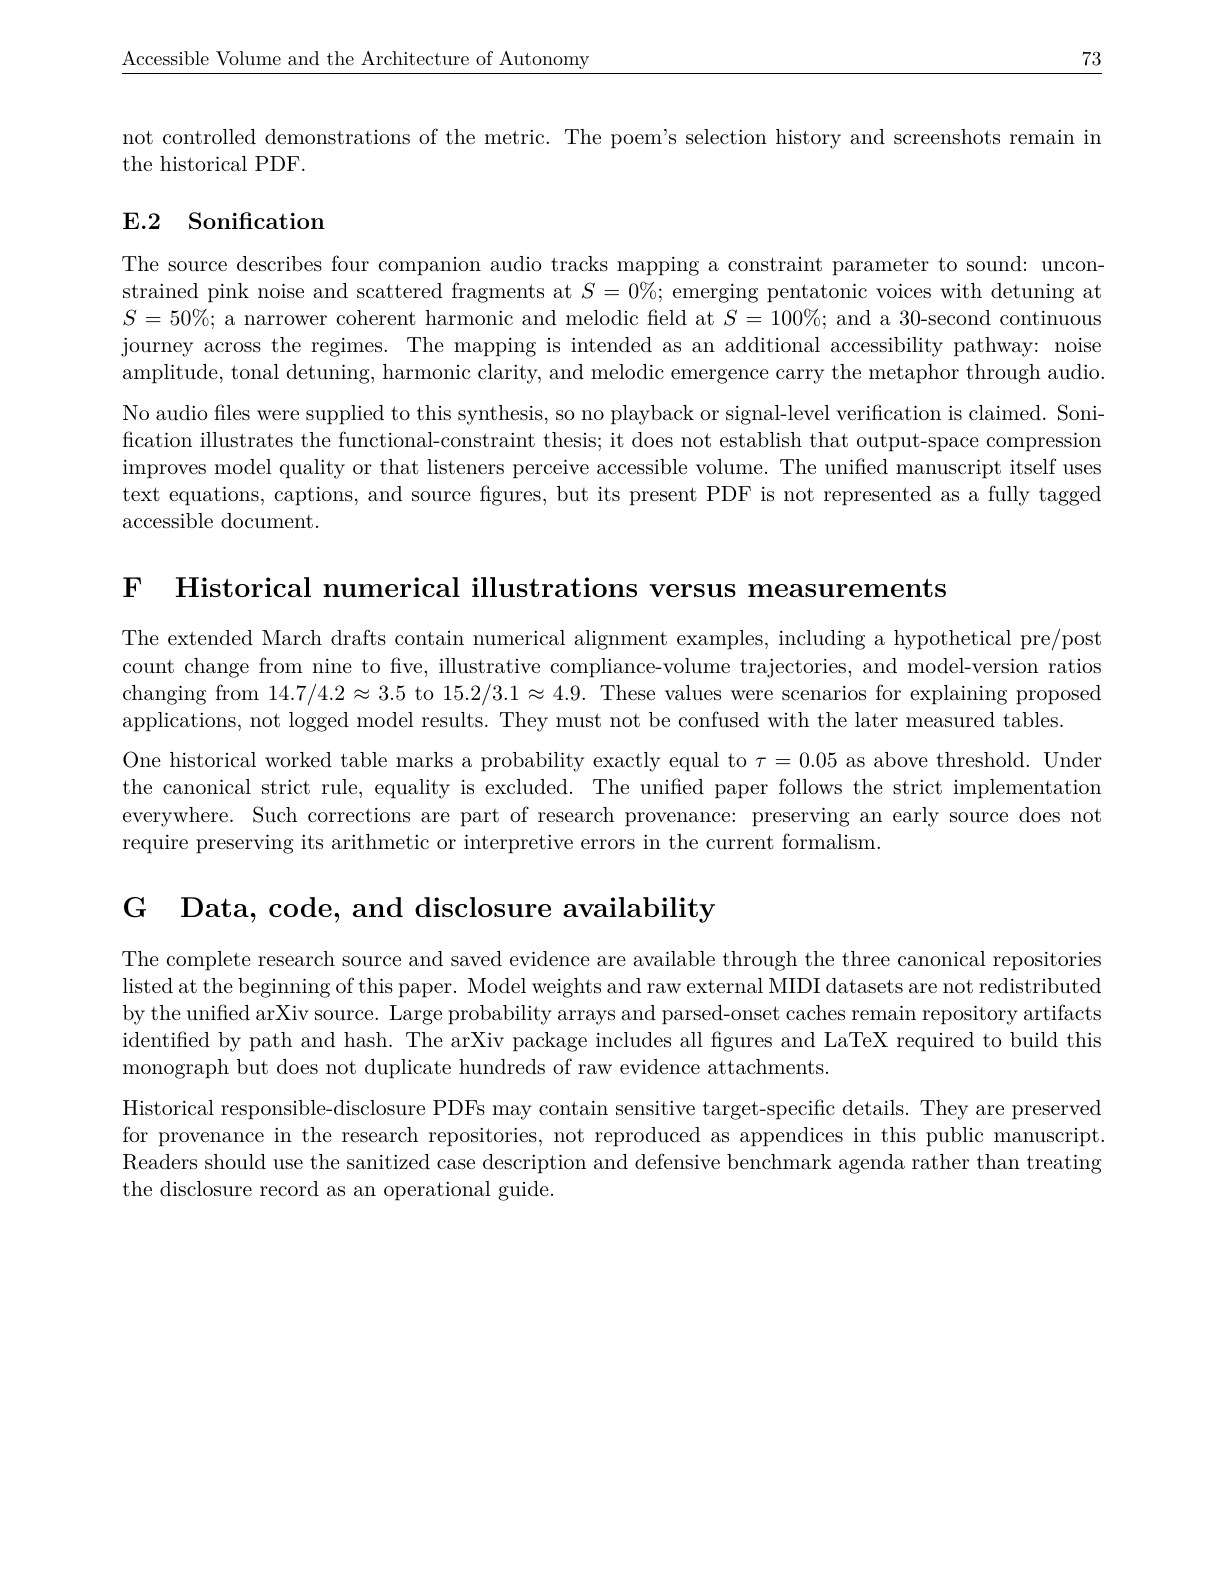 Accessible Volume and the Architecture of Autonomy 73
not controlled demonstrations of the metric. The poem's selection history and screenshots remain in
the historical PDF.
E.2 Sonification
The source describes four companion audio tracks mapping a constraint parameter to sound: uncon-
strained pink noise and scattered fragments at S = 0%; emerging pentatonic voices with detuning at
S = 50%; a narrower coherent harmonic and melodic field at S = 100%; and a 30-second continuous
journey across the regimes. The mapping is intended as an additional accessibility pathway: noise
amplitude, tonal detuning, harmonic clarity, and melodic emergence carry the metaphor through audio.
No audio files were supplied to this synthesis, so no playback or signal-level verification is claimed. Soni-
fication illustrates the functional-constraint thesis; it does not establish that output-space compression
improves model quality or that listeners perceive accessible volume. The unified manuscript itself uses
text equations, captions, and source figures, but its present PDF is not represented as a fully tagged
accessible document.
F Historical numerical illustrations versus measurements
The extended March drafts contain numerical alignment examples, including a hypothetical pre/post
count change from nine to five, illustrative compliance-volume trajectories, and model-version ratios
changing from 14.7/4.2 ≈ 3.5 to 15.2/3.1 ≈ 4.9. These values were scenarios for explaining proposed
applications, not logged model results. They must not be confused with the later measured tables.
One historical worked table marks a probability exactly equal to τ = 0.05 as above threshold. Under
the canonical strict rule, equality is excluded. The unified paper follows the strict implementation
everywhere. Such corrections are part of research provenance: preserving an early source does not
require preserving its arithmetic or interpretive errors in the current formalism.
G Data, code, and disclosure availability
The complete research source and saved evidence are available through the three canonical repositories
listed at the beginning of this paper. Model weights and raw external MIDI datasets are not redistributed
by the unified arXiv source. Large probability arrays and parsed-onset caches remain repository artifacts
identified by path and hash. The arXiv package includes all figures and LaTeX required to build this
monograph but does not duplicate hundreds of raw evidence attachments.
Historical responsible-disclosure PDFs may contain sensitive target-specific details. They are preserved
for provenance in the research repositories, not reproduced as appendices in this public manuscript.
Readers should use the sanitized case description and defensive benchmark agenda rather than treating
the disclosure record as an operational guide.